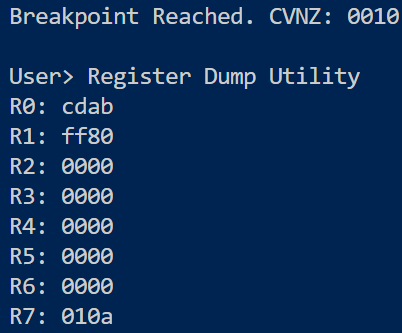 Breakpoint Reached. CVNZ: 0010
User> Register Dump Utility
R0: cdab
R1: ff80
R2: 0000
R3: 0000
R4: 0000
R5: 0000
R6: 0000
R7: 010a